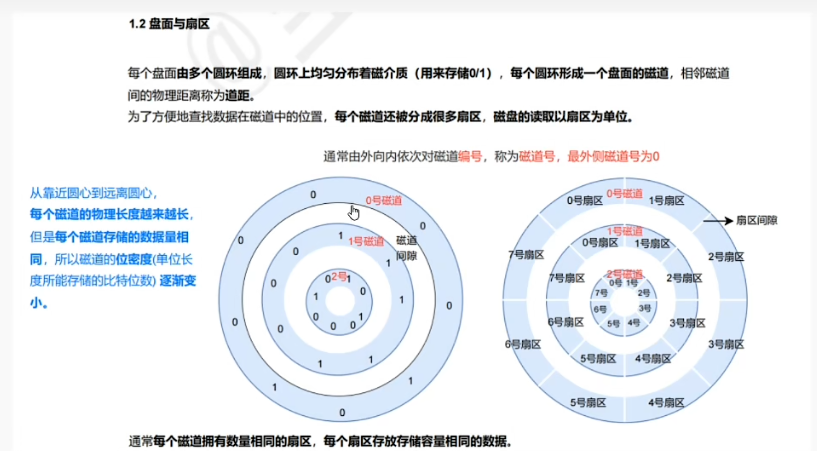 1.2 盘面与扇区
每个盘面由多个圆环组成，圆环上均匀分布着磁介质（用来存储0/1），每个圆环形成一个盘面的磁道，相邻磁道
间的物理距离称为道距。
为了方便地查找数据在磁道中的位置，每个磁道还被分成很多扇区，磁盘的读取以扇区为单位。
通常由外向内依次对磁道编号，称为磁道号，最外侧磁道号为0
从靠近圆心到远离圆心，
每个磁道的物理长度越来越长，
但是每个磁道存储的数据量相
同，所以磁道的位密度(单位长
度所能存储的比特位数) 逐渐变
小。
0
0号磁道
0
0
1
1号磁道
磁道
间隙
0
1
0
2号
1
0
0
1
1
0
0
1
0
0
0
0
0
1
1
1
1
0
0号磁道
0号扇区
1号扇区
扇区间隙
1号磁道
0号扇区
1号扇区
7号扇区
2号扇区
2号磁道
0号
1号
7号扇区
2号扇区
7号
2号
6号
3号
5号
4号
6号扇区
3号扇区
6号扇区
3号扇区
5号扇区
4号扇区
5号扇区
4号扇区
通常每个磁道拥有数量相同的扇区，每个扇区存放存储容量相同的数据。